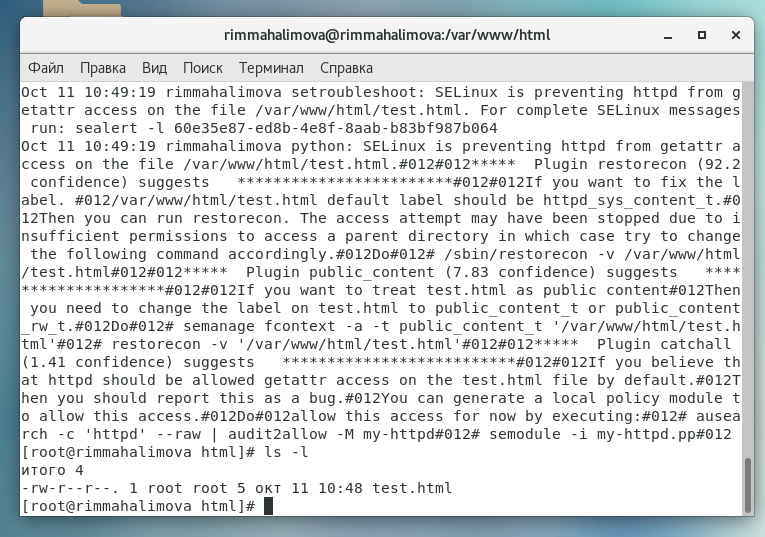 rimmahalimova@rimmahalimova:/var/www/html
Файл Правка Вид Поиск Терминал Справка
Oct 11 10:49:19 rimmahalimova setroubleshoot: SELinux is preventing httpd from g
etattr access on the file /var/www/html/test.html. For complete SELinux messages
 run: sealert -l 60e35e87-ed8b-4e8f-8aab-b83bf987b064
Oct 11 10:49:19 rimmahalimova python: SELinux is preventing httpd from getattr a
ccess on the file /var/www/html/test.html.#012#012*****  Plugin restorecon (92.2
 confidence) suggests   ************************#012#012If you want to fix the l
abel. #012/var/www/html/test.html default label should be httpd_sys_content_t.#0
12Then you can run restorecon. The access attempt may have been stopped due to i
nsufficient permissions to access a parent directory in which case try to change
 the following command accordingly.#012Do#012# /sbin/restorecon -v /var/www/html
/test.html#012#012*****  Plugin public_content (7.83 confidence) suggests   ****
****************#012#012If you want to treat test.html as public content#012Then
 you need to change the label on test.html to public_content_t or public_content
_rw_t.#012Do#012# semanage fcontext -a -t public_content_t '/var/www/html/test.h
tml'#012# restorecon -v '/var/www/html/test.html'#012#012*****  Plugin catchall 
(1.41 confidence) suggests   **************************#012#012If you believe th
at httpd should be allowed getattr access on the test.html file by default.#012T
hen you should report this as a bug.#012You can generate a local policy module t
o allow this access.#012Do#012allow this access for now by executing:#012# ausea
rch -c 'httpd' --raw | audit2allow -M my-httpd#012# semodule -i my-httpd.pp#012
[root@rimmahalimova html]# ls -l
итого 4
-rw-r--r--. 1 root root 5 окт 11 10:48 test.html
[root@rimmahalimova html]#